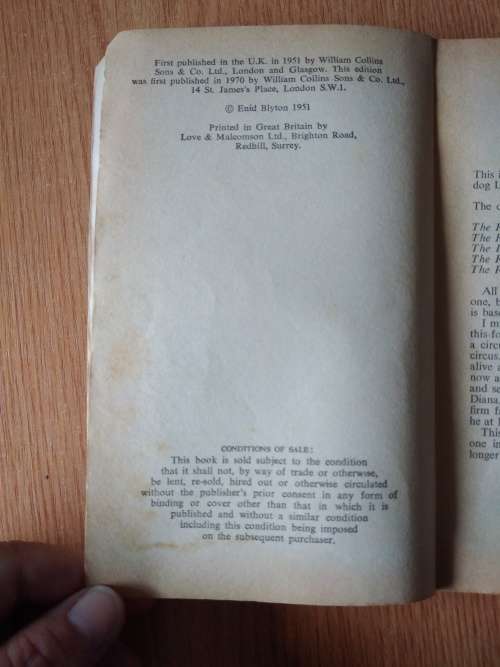 First published in the U.K. in 1951 by William Collins
Sons & Co. Ltd., London and Glasgow. This edition
was first published in 1970 by William Collins Sons & Co. Ltd.,
14 St. James's Place, London S.W.1.
© Enid Blyton 1951
Printed in Great Britain by
Love & Malcomson Ltd., Brighton Road,
Redhill, Surrey.
CONDITIONS OF SALE:
This book is sold subject to the condition
that it shall not, by way of trade or otherwise,
be lent, re-sold, hired out or otherwise circulated
without the publisher's prior consent in any form of
binding or cover other than that in which it is
published and without a similar condition
including this condition being imposed
on the subsequent purchaser.
This
dog
The
The
The
The
The
The
All
one,
is
I
this
a
circus.
alive
now
and
Diana.
firm
he at
This
one in
longer